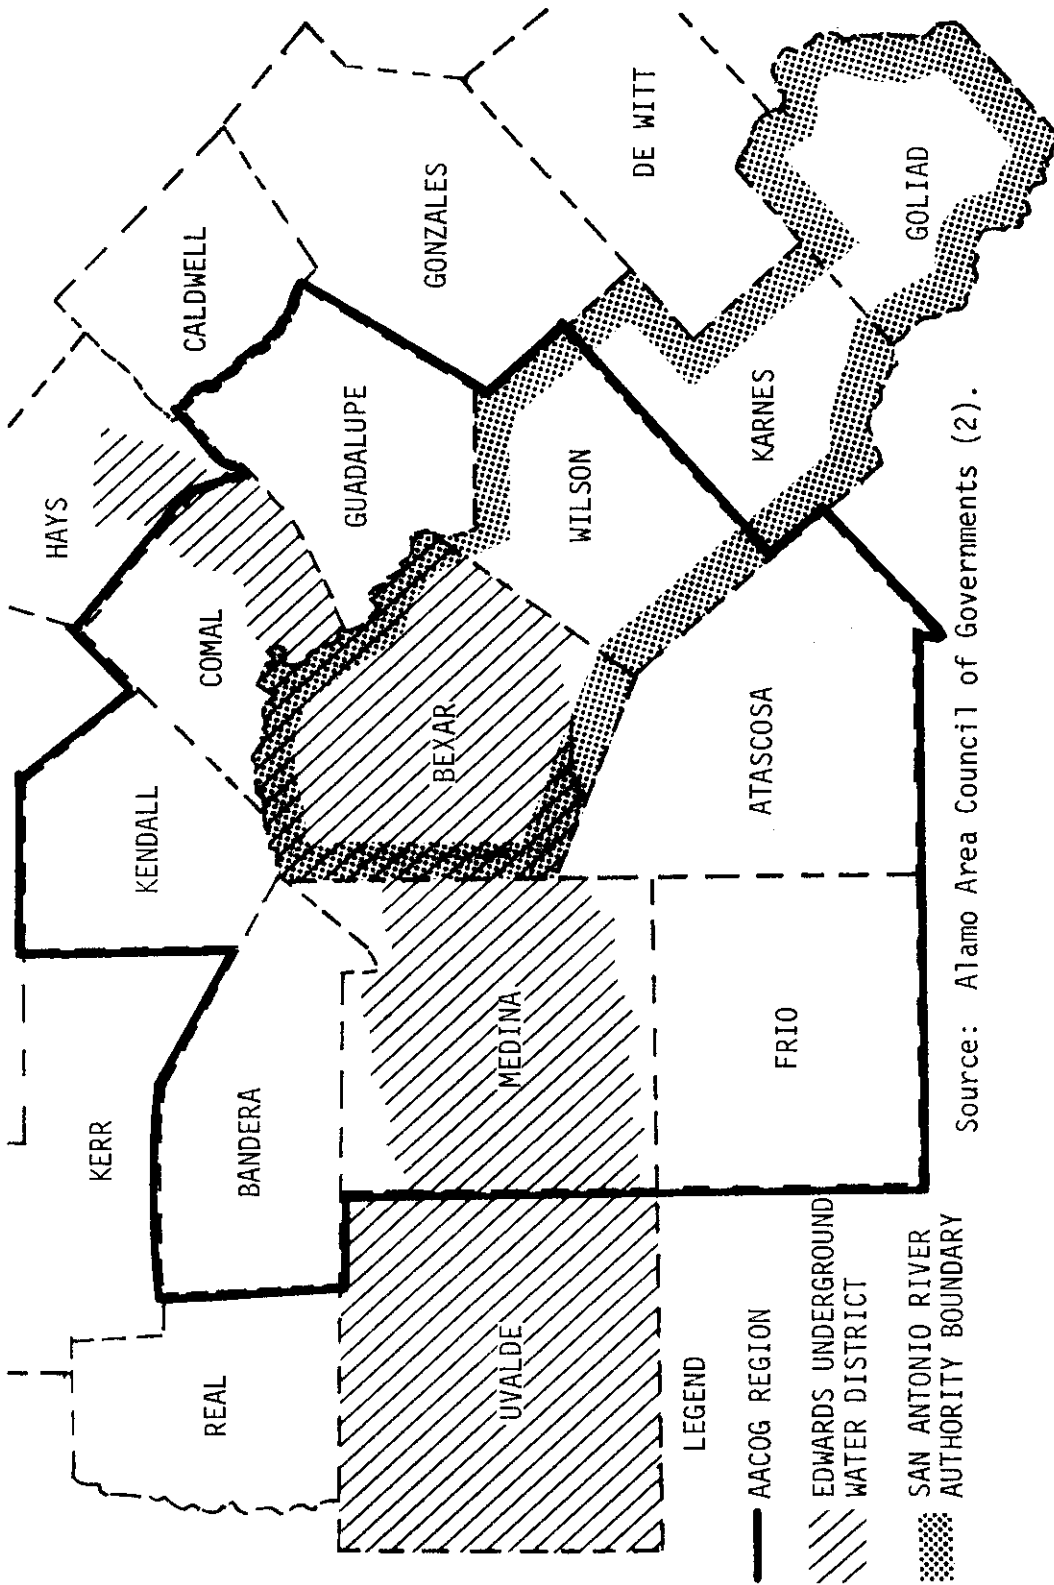 KERR
KENDALL
HAYS
REAL
BANDERA
COMAL
CALDWELL
UVALDE
MEDINA
BEXAR
GUADALUPE
GONZALES
WILSON
DE WITT
FRIO
ATASCOSA
KARNES
GOLIAD
LEGEND
AACOG REGION
EDWARDS UNDERGROUND
WATER DISTRICT
SAN ANTONIO RIVER
AUTHORITY BOUNDARY
Source: Alamo Area Council of Governments (2).